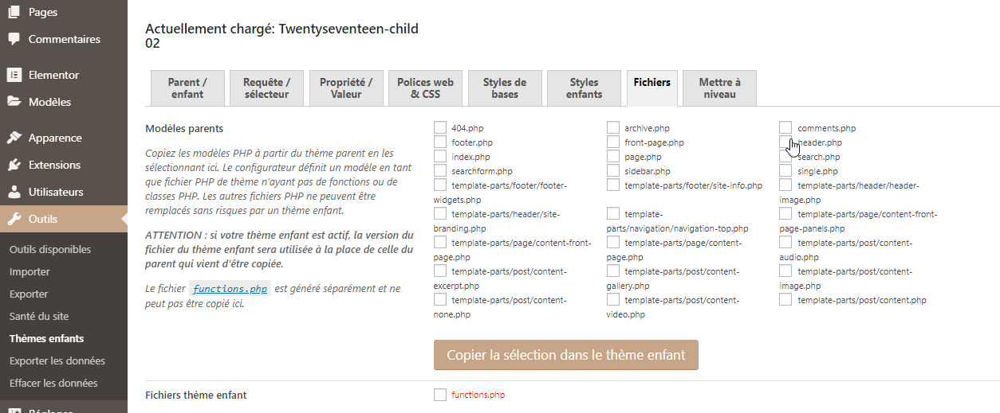 Pages
Commentaires
Elementor
Modèles
Apparence
Extensions
Utilisateurs
Outils
Outils disponibles
Importer
Exporter
Santé du site
Thèmes enfants
Exporter les données
Effacer les données
Réglages
Actuellement chargé: Twentyseventeen-child
02
Parent /
enfant
Requête /
sélecteur
Propriété /
Valeur
Polices web
& CSS
Styles de
bases
Styles
enfants
Fichiers
Mettre à
niveau
Modèles parents
Copiez les modèles PHP à partir du thème parent en les
sélectionnant ici. Le configurateur définit un modèle en tant
que fichier PHP de thème n'ayant pas de fonctions ou de
classes PHP. Les autres fichiers PHP ne peuvent être
remplacés sans risques par un thème enfant.
ATTENTION : si votre thème enfant est actif, la version du
fichier du thème enfant sera utilisée à la place de celle du
parent qui vient d'être copiée.
Le fichier functions.php est généré séparément et ne
peut pas être copié ici.
404.php
archive.php
comments.php
footer.php
front-page.php
header.php
index.php
page.php
search.php
searchform.php
sidebar.php
single.php
template-parts/footer/footer-
widgets.php
template-parts/footer/site-info.php
template-parts/header/header-
image.php
template-parts/header/site-
branding.php
template-
parts/navigation/navigation-top.php
template-parts/page/content-front-
page-panels.php
template-parts/page/content-front-
page.php
template-parts/page/content-
page.php
template-parts/post/content-
audio.php
template-parts/post/content-
excerpt.php
template-parts/post/content-
gallery.php
template-parts/post/content-
image.php
template-parts/post/content-
none.php
template-parts/post/content-
video.php
template-parts/post/content.php
Copier la sélection dans le thème enfant
Fichiers thème enfant
functions.php